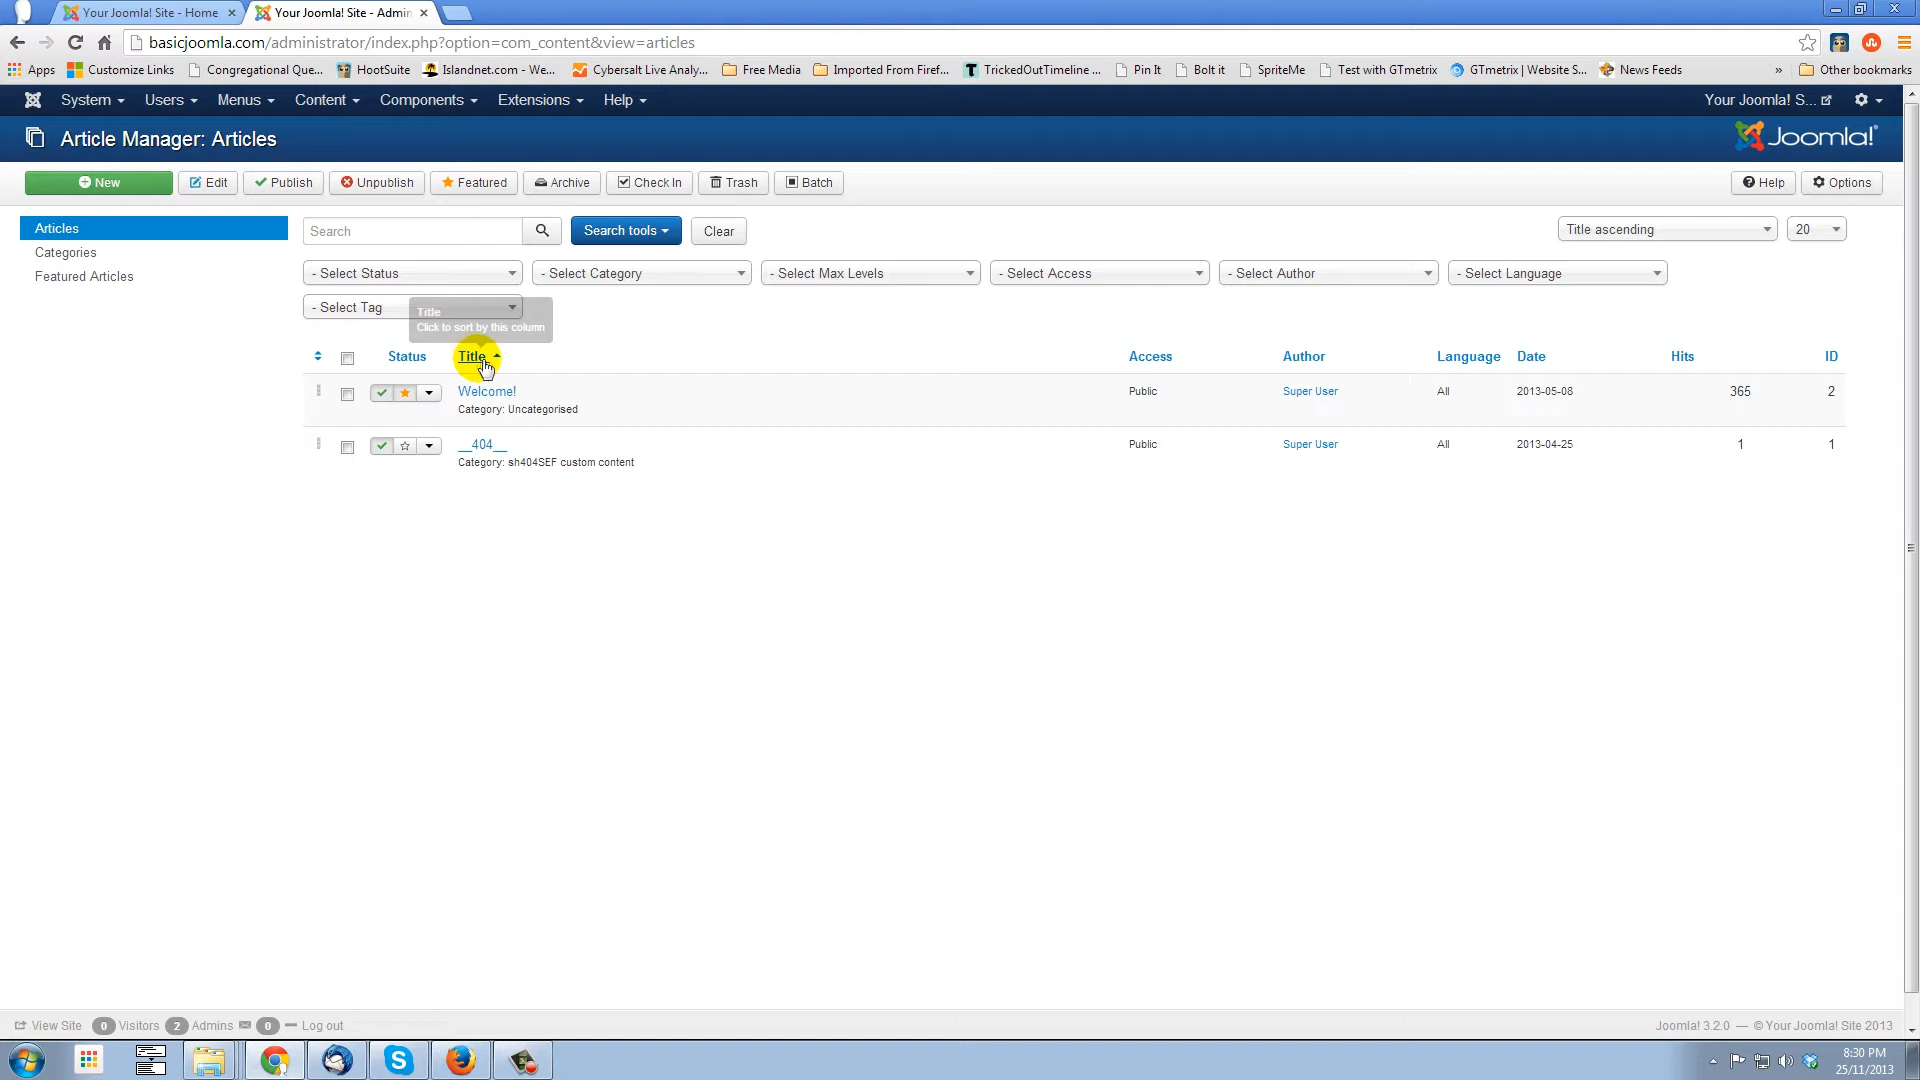 Your Joomla! Site - Home
Your Joomla! Site - Admin
basicjoomla.com/administrator/index.php?option=com_content&view=articles
Apps Customize Links Congregational Que... HootSuite Islandnet.com - We... Cybersalt Live Analy... Free Media Imported From Firef... TrickedOutTimeline ... Pin It Bolt it SpriteMe Test with GTmetrix GTmetrix | Website S... News Feeds » Other bookmarks
System Users Menus Content Components Extensions Help Your Joomla! S...
Article Manager: Articles Joomla!
New Edit Publish Unpublish Featured Archive Check In Trash Batch Help Options
Articles
Categories
Featured Articles
Search Search tools Clear Title ascending 20
- Select Status - Select Category - Select Max Levels - Select Access - Select Author - Select Language
- Select Tag
Title
Click to sort by this column
Status Title Access Author Language Date Hits ID
Welcome! Public Super User All 2013-05-08 365 2
Category: Uncategorised
__404__ Public Super User All 2013-04-25 1 1
Category: sh404SEF custom content
View Site 0 Visitors 2 Admins 0 Log out Joomla! 3.2.0 — © Your Joomla! Site 2013
8:30 PM
25/11/2013